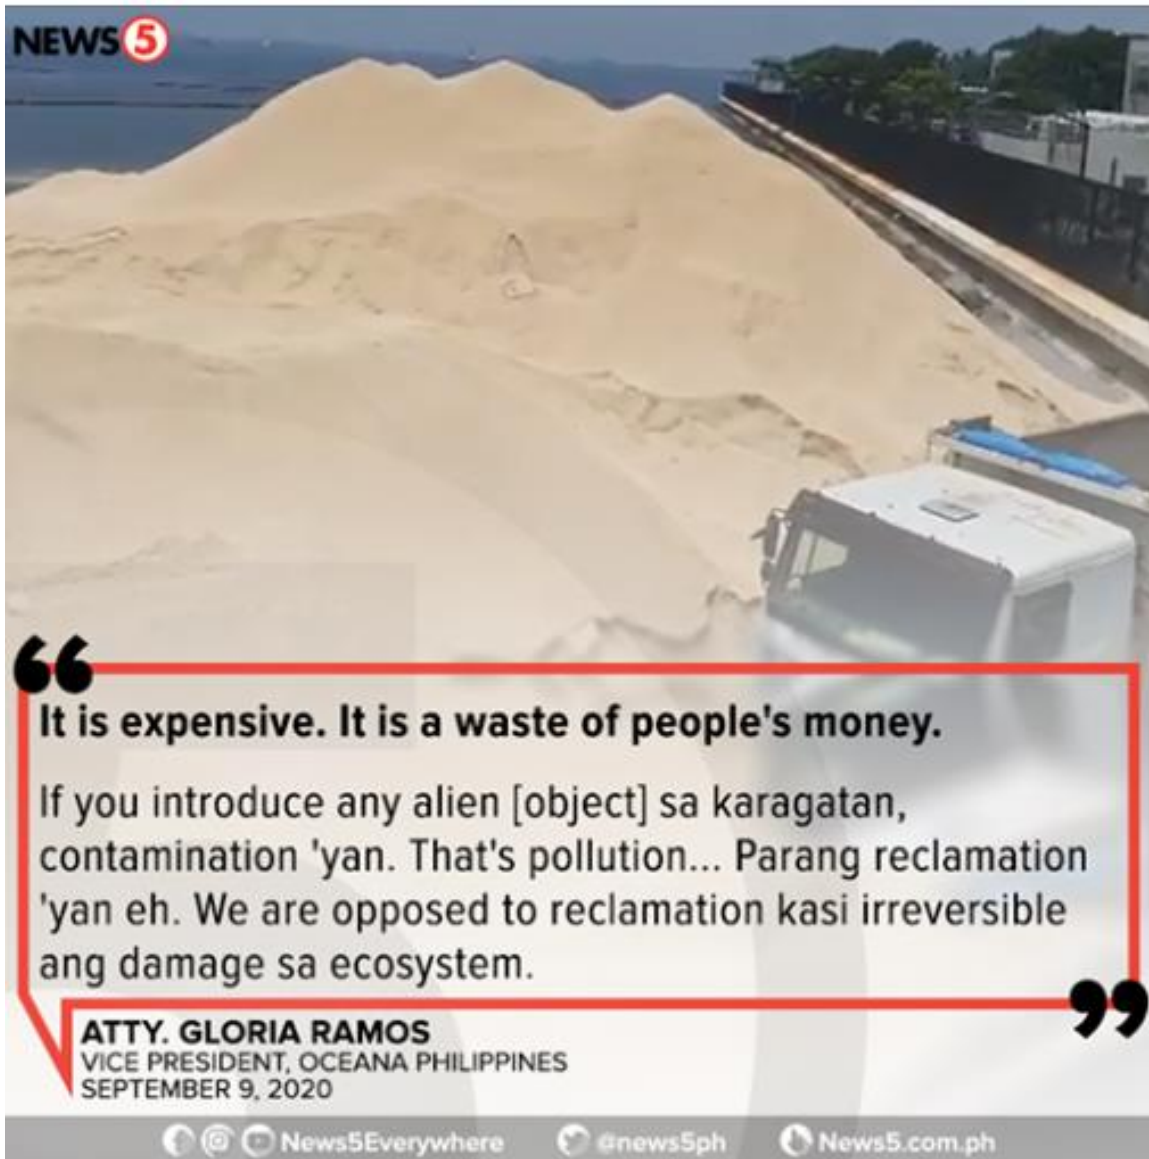 NEWS 5
It is expensive. It is a waste of people's money.
If you introduce any alien [object] sa karagatan,
contamination 'yan. That's pollution... Parang reclamation
'yan eh. We are opposed to reclamation kasi irreversible
ang damage sa ecosystem.
ATTY. GLORIA RAMOS
VICE PRESIDENT, OCEANA PHILIPPINES
SEPTEMBER 9, 2020
News5Everywhere @news5ph News5.com.ph